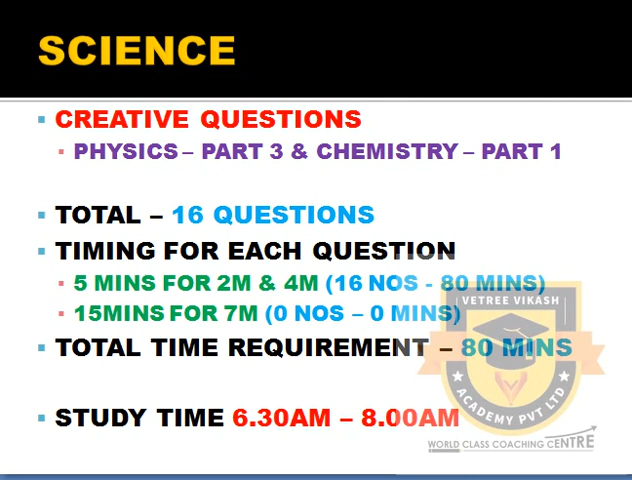 SCIENCE
CREATIVE QUESTIONS
PHYSICS – PART 3 & CHEMISTRY – PART 1
TOTAL – 16 QUESTIONS
TIMING FOR EACH QUESTION
5 MINS FOR 2M & 4M (16 NOS - 80 MINS)
15MINS FOR 7M (0 NOS – 0 MINS)
TOTAL TIME REQUIREMENT – 80 MINS
STUDY TIME 6.30AM – 8.00AM
VETREE VIKASH
ACADEMY PVT LTD
WORLD CLASS COACHING CENTRE